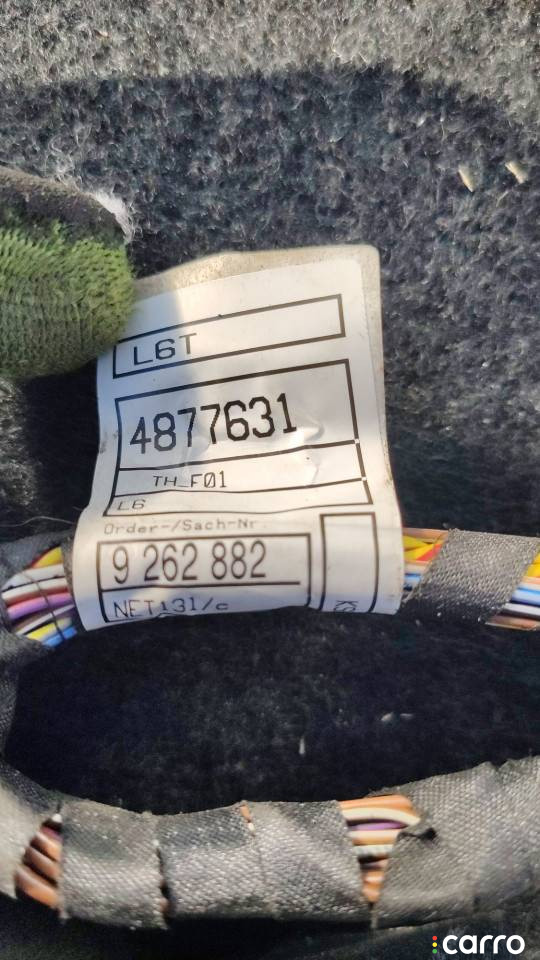 L6T
4877631
TH_F01
L6
Order-/Sach-Nr.
9 262 882
NET131/c
carro